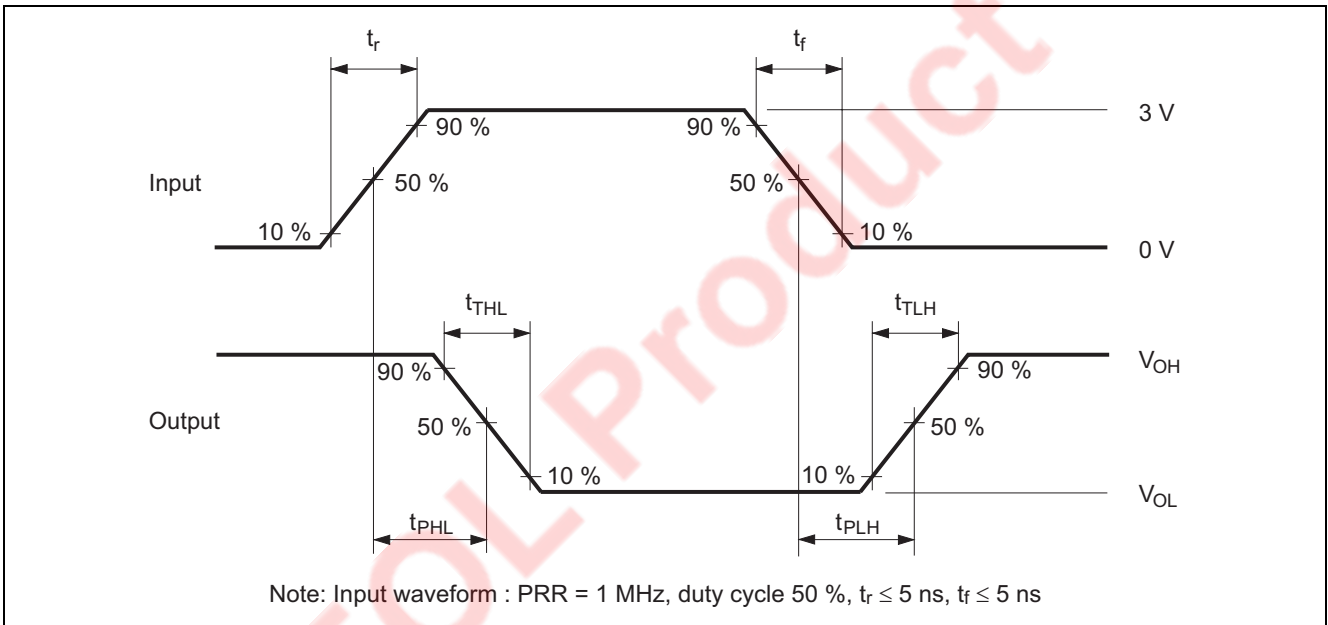 tr
tf
3 V
90 %
90 %
Input
50 %
50 %
10 %
10 %
0 V
tTHL
tTLH
VOH
90 %
90 %
Output
50 %
50 %
10 %
10 %
VOL
tPHL
tPLH
Note: Input waveform : PRR = 1 MHz, duty cycle 50 %, tr ≤ 5 ns, tf ≤ 5 ns
OL Product